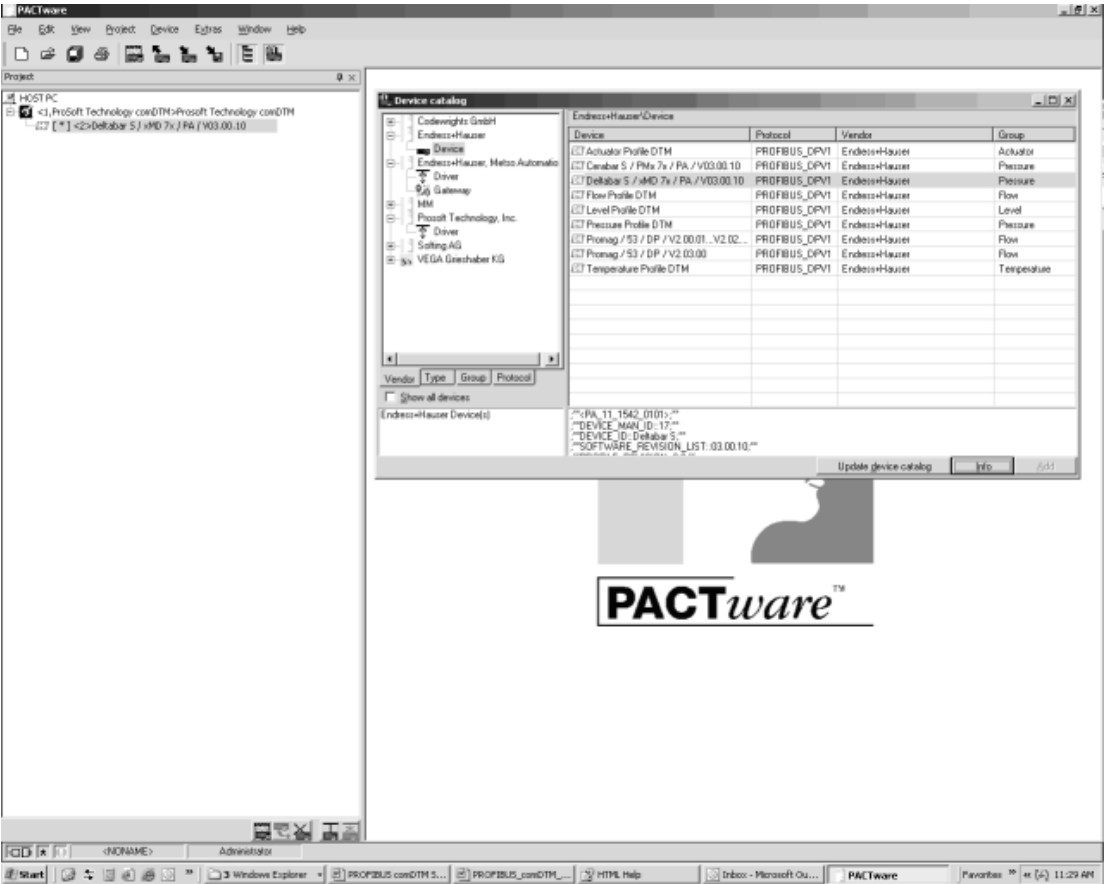 PACTware
File Edit View Project Device Extras Window Help
Project
HOST PC
<1,ProSoft Technology comDTM>Prosoft Technology comDTM
[ * ] <2>Deltabar S / xMD 7x / PA / V03.00.10
Device catalog
Codewrights GmbH
Endress+Hauser
Device
Endress+Hauser, Metso Automatio
Driver
Gateway
MM
Prosoft Technology, Inc.
Driver
Softing AG
VEGA Grieshaber KG
Vendor Type Group Protocol
Show all devices
Endress+Hauser Device(s)
Endress+Hauser\Device
Device Protocol Vendor Group
Actuator Profile DTM PROFIBUS_DPV1 Endress+Hauser Actuator
Cerabar S / PMx 7x / PA / V03.00.10 PROFIBUS_DPV1 Endress+Hauser Pressure
Deltabar S / xMD 7x / PA / V03.00.10 PROFIBUS_DPV1 Endress+Hauser Pressure
Flow Profile DTM PROFIBUS_DPV1 Endress+Hauser Flow
Level Profile DTM PROFIBUS_DPV1 Endress+Hauser Level
Pressure Profile DTM PROFIBUS_DPV1 Endress+Hauser Pressure
Promag / 53 / DP / V2.00.01...V2.02... PROFIBUS_DPV1 Endress+Hauser Flow
Promag / 53 / DP / V2.03.00 PROFIBUS_DPV1 Endress+Hauser Flow
Temperature Profile DTM PROFIBUS_DPV1 Endress+Hauser Temperature
;""<PA_11_1542_0101>;""
;""DEVICE_MAN_ID::17;""
;""DEVICE_ID::Deltabar S;""
;""SOFTWARE_REVISION_LIST::03.00.10;""
Update device catalog Info Add
PACTware™
<NONAME> Administrator
Start 3 Windows Explorer PROFIBUS comDTM S... PROFIBUS_comDTM_... HTML Help Inbox - Microsoft Ou... PACTware Favorites 11:29 AM